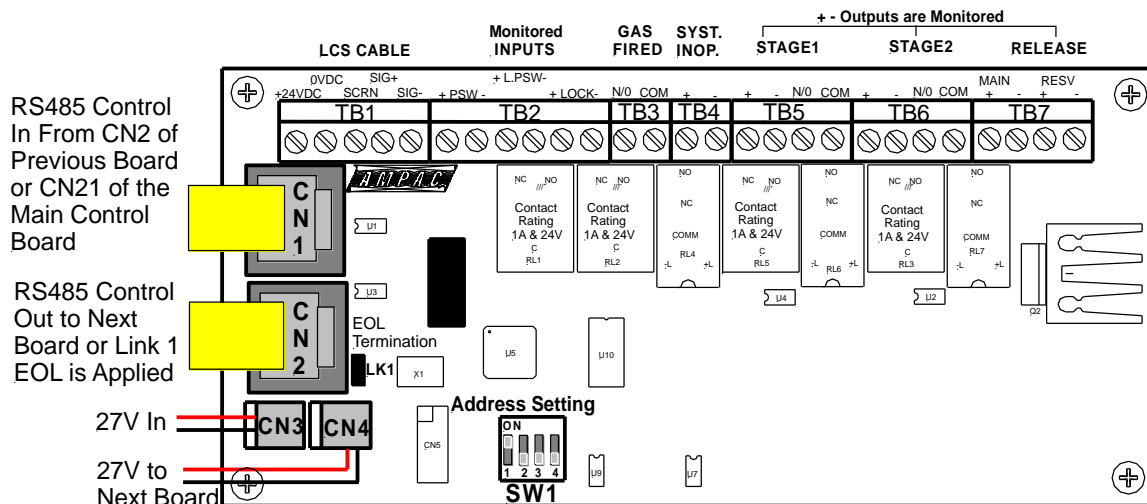 + - Outputs are Monitored
LCS CABLE
Monitored
INPUTS
GAS
FIRED
SYST.
INOP.
STAGE1
STAGE2
RELEASE
+24VDC 0VDC SCRN SIG+ SIG-
+ PSW - + L.PSW- + LOCK-
N/0 COM
+ -
+ - N/0 COM
+ - N/0 COM
MAIN RESV
+ - + -
TB1 TB2 TB3 TB4 TB5 TB6 TB7
RS485 Control
In From CN2 of
Previous Board
or CN21 of the
Main Control
Board
CN1
AMPAC
U1
NC NO
Contact
Rating
1A & 24V
C
RL1
NC NO
Contact
Rating
1A & 24V
C
RL2
NO
NC
COMM
RL4
-L +L
NC NO
Contact
Rating
1A & 24V
C
RL5
NO
NC
COMM
RL6
-L +L
NC NO
Contact
Rating
1A & 24V
C
RL3
NO
NC
COMM
RL7
-L +L
RS485 Control
Out to Next
Board or Link 1
EOL is Applied
CN2
U3
EOL
Termination
LK1
X1
U5
U10
U4
U2
Q2
27V In
CN3
CN4
27V to
Next Board
CN5
Address Setting
ON
1 2 3 4
SW1
U9
U7